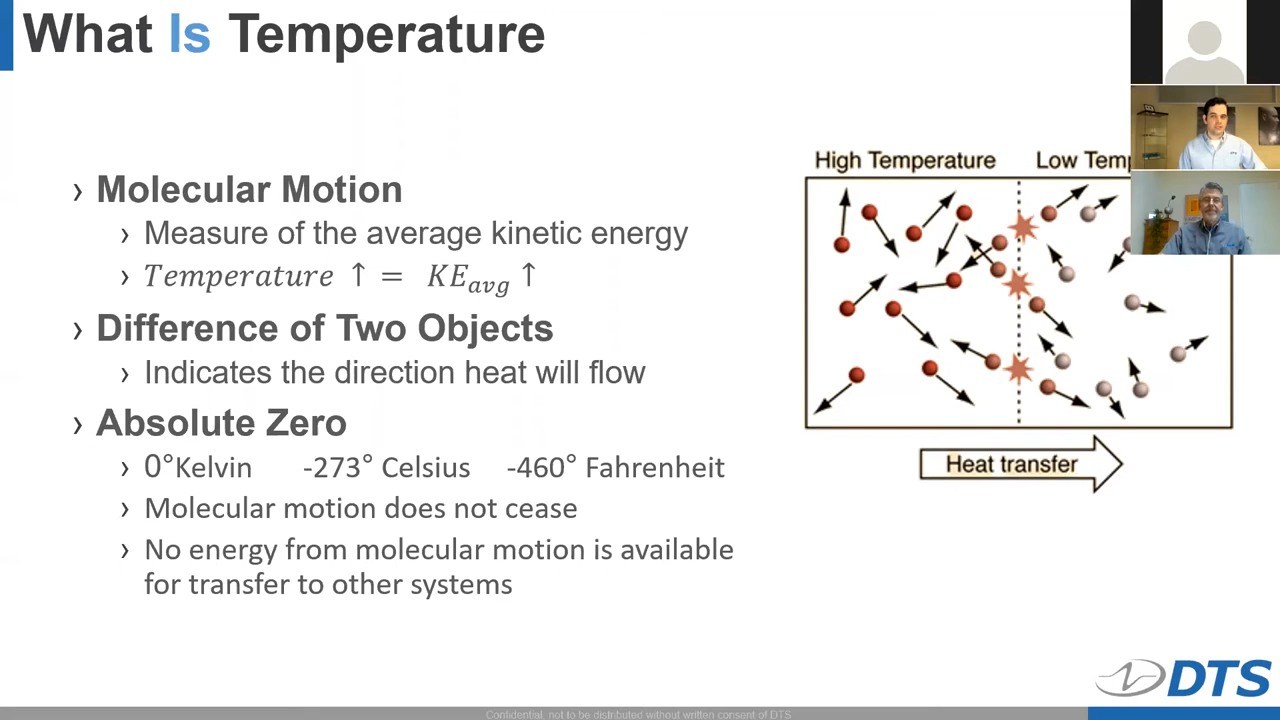 What Is Temperature
› Molecular Motion
› Measure of the average kinetic energy
› Temperature ↑ = KEavg ↑
› Difference of Two Objects
› Indicates the direction heat will flow
› Absolute Zero
› 0°Kelvin -273° Celsius -460° Fahrenheit
› Molecular motion does not cease
› No energy from molecular motion is available
for transfer to other systems
High Temperature
Low Temp
Heat transfer
DTS
DTS
Confidential, not to be distributed without written consent of DTS